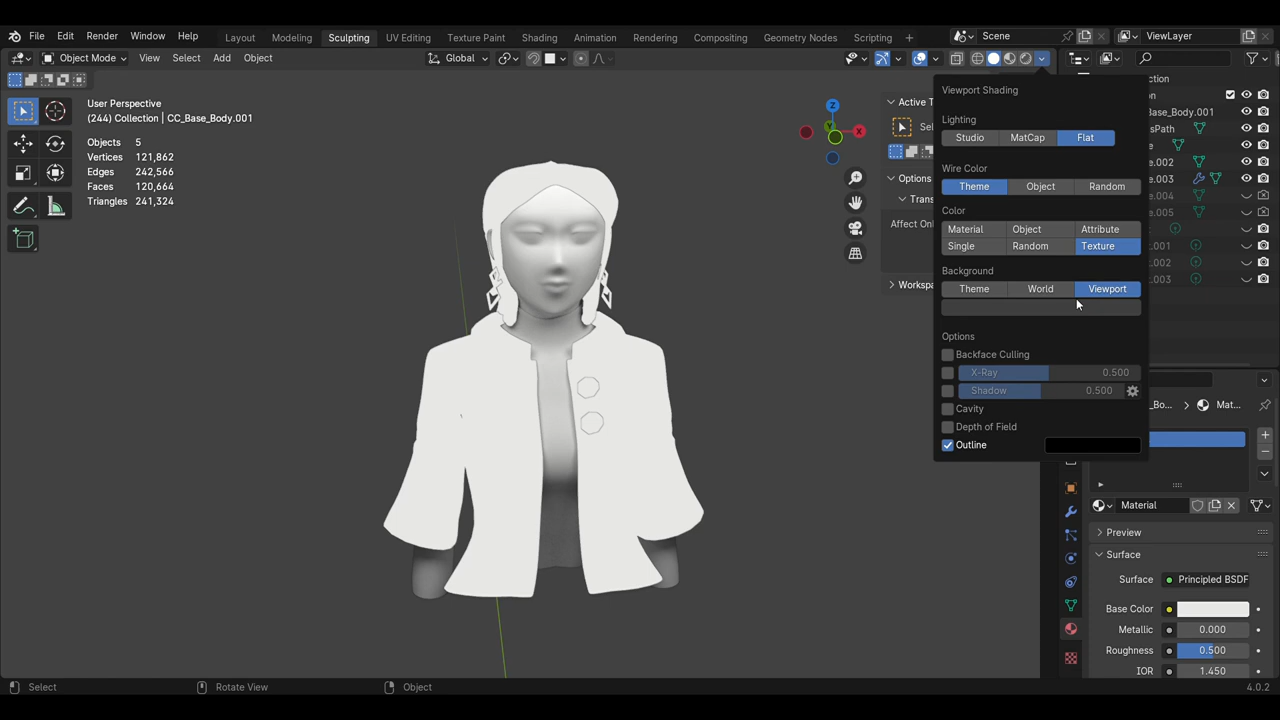 File Edit Render Window Help Layout Modeling Sculpting UV Editing Texture Paint Shading Animation Rendering Compositing Geometry Nodes Scripting + Scene ViewLayer
Object Mode View Select Add Object Global
User Perspective
(244) Collection | CC_Base_Body.001
Objects 5
Vertices 121,862
Edges 242,566
Faces 120,664
Triangles 241,324
Z
X
Y
Active T
Sel
Options
Trans
Affect Onl
Workspa
Viewport Shading
Lighting
Studio MatCap Flat
Wire Color
Theme Object Random
Color
Material Object Attribute
Single Random Texture
Background
Theme World Viewport
Options
Backface Culling
X-Ray 0.500
Shadow 0.500
Cavity
Depth of Field
Outline
Base_Body.001
sPath
e
e.002
e.003
e.004
e.005
.001
.002
.003
_Bo... Mat...
Material
Preview
Surface
Surface Principled BSDF
Base Color
Metallic 0.000
Roughness 0.500
IOR 1.450
Select Rotate View Object 4.0.2